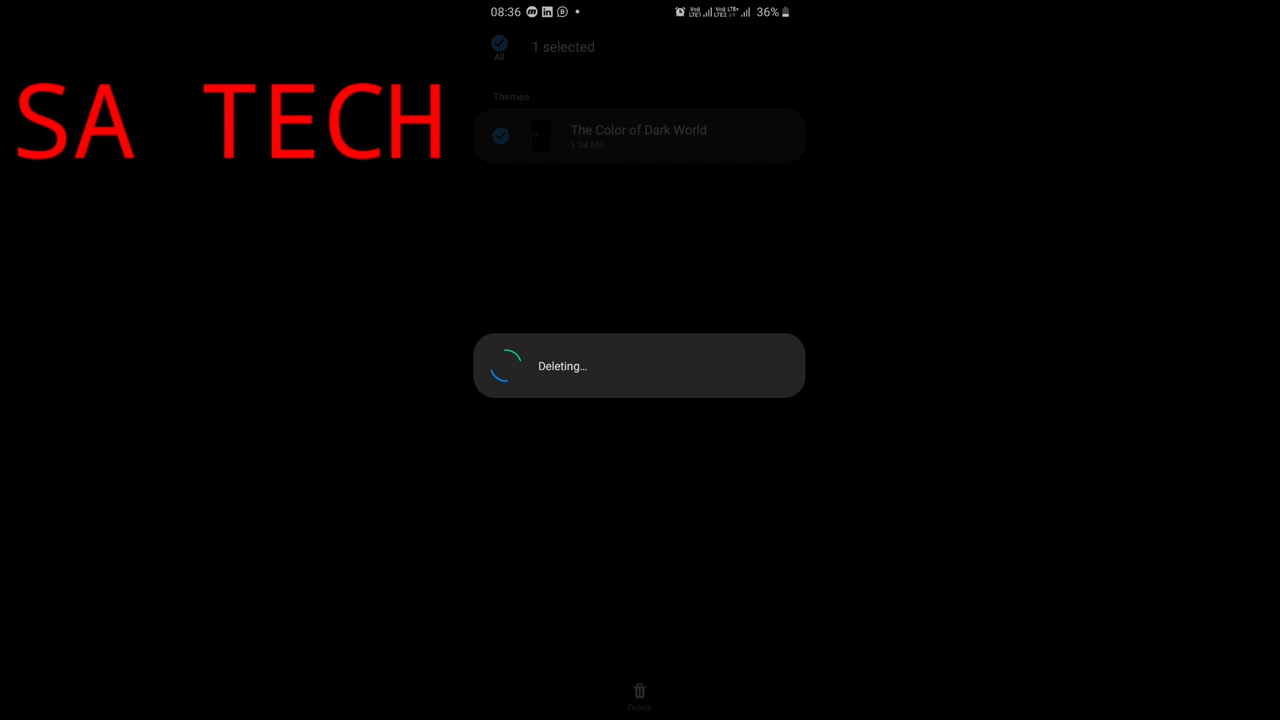 08:36 36%
SA TECH
All
1 selected
Themes
The Color of Dark World
1.04 MB
Deleting...
Delete